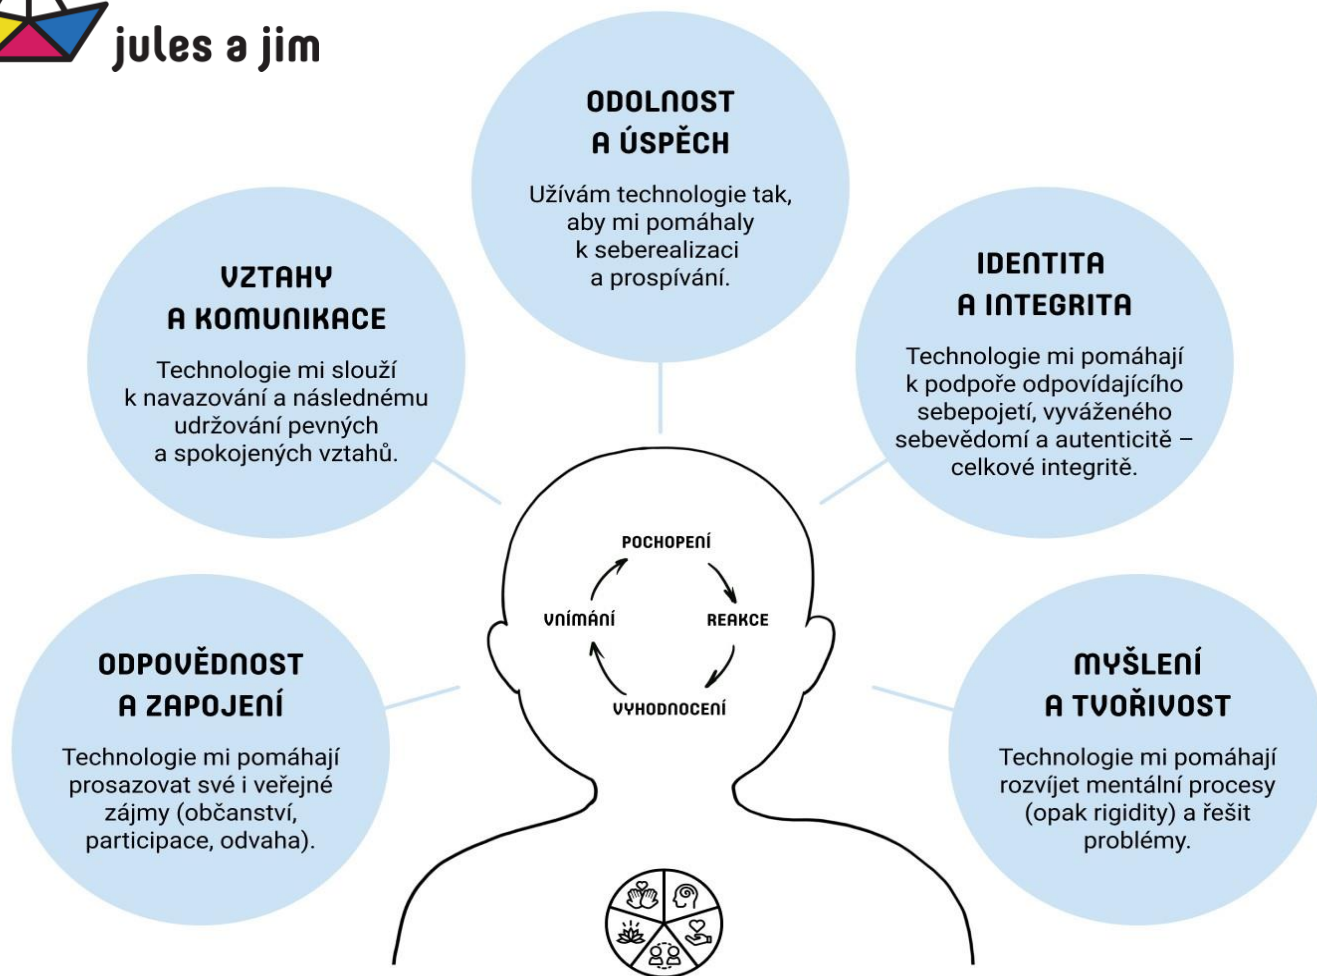 jules a jim
ODOLNOST
A ÚSPĚCH
Užívám technologie tak,
aby mi pomáhaly
k seberealizaci
a prospívání.
VZTAHY
A KOMUNIKACE
Technologie mi slouží
k navazování a následnému
udržování pevných
a spokojených vztahů.
IDENTITA
A INTEGRITA
Technologie mi pomáhají
k podpoře odpovídajícího
sebepojetí, vyváženého
sebevědomí a autenticitě –
celkové integritě.
POCHOPENÍ
VNÍMÁNÍ
REAKCE
VYHODNOCENÍ
ODPOVĚDNOST
A ZAPOJENÍ
Technologie mi pomáhají
prosazovat své i veřejné
zájmy (občanství,
participace, odvaha).
MYŠLENÍ
A TVOŘIVOST
Technologie mi pomáhají
rozvíjet mentální procesy
(opak rigidity) a řešit
problémy.